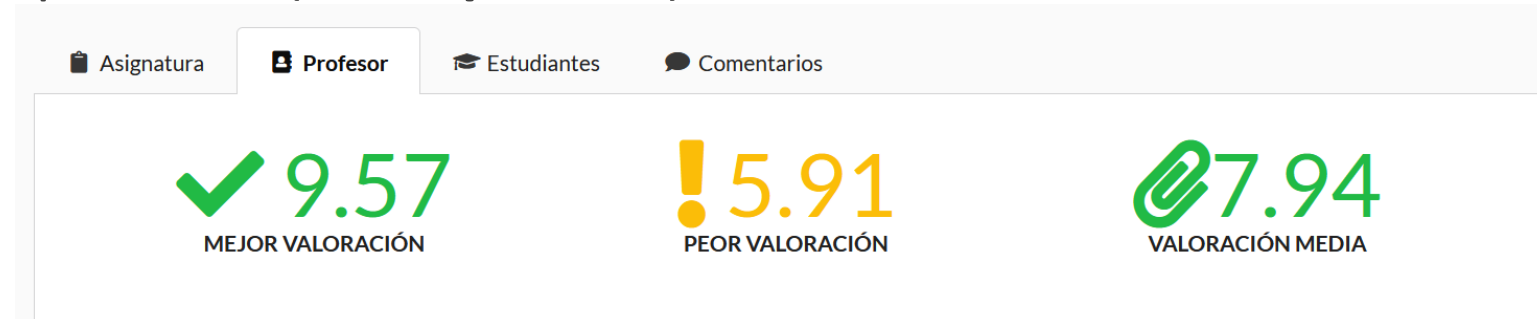 Asignatura Profesor Estudiantes Comentarios
9.57 5.91 7.94
MEJOR VALORACIÓN PEOR VALORACIÓN VALORACIÓN MEDIA